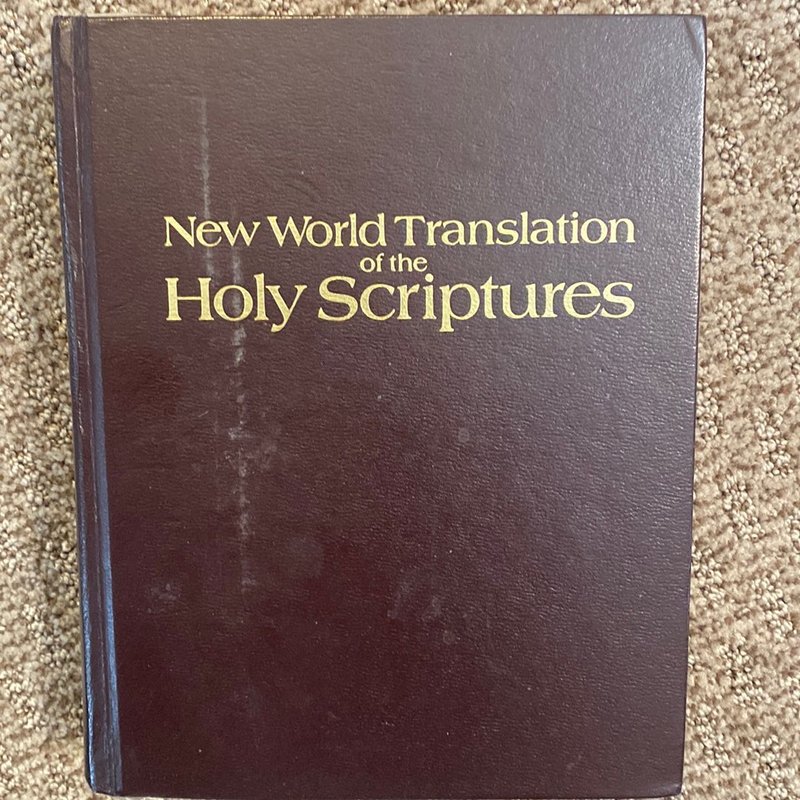 New World Translation
of the
Holy Scriptures